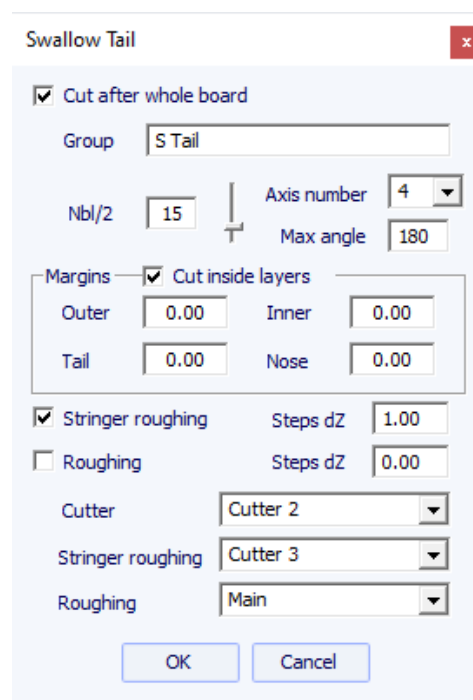 Swallow Tail x
Cut after whole board
Group S Tail
Nbl/2 15 Axis number 4
Max angle 180
Margins Cut inside layers
Outer 0.00 Inner 0.00
Tail 0.00 Nose 0.00
Stringer roughing Steps dZ 1.00
Roughing Steps dZ 0.00
Cutter Cutter 2
Stringer roughing Cutter 3
Roughing Main
OK Cancel